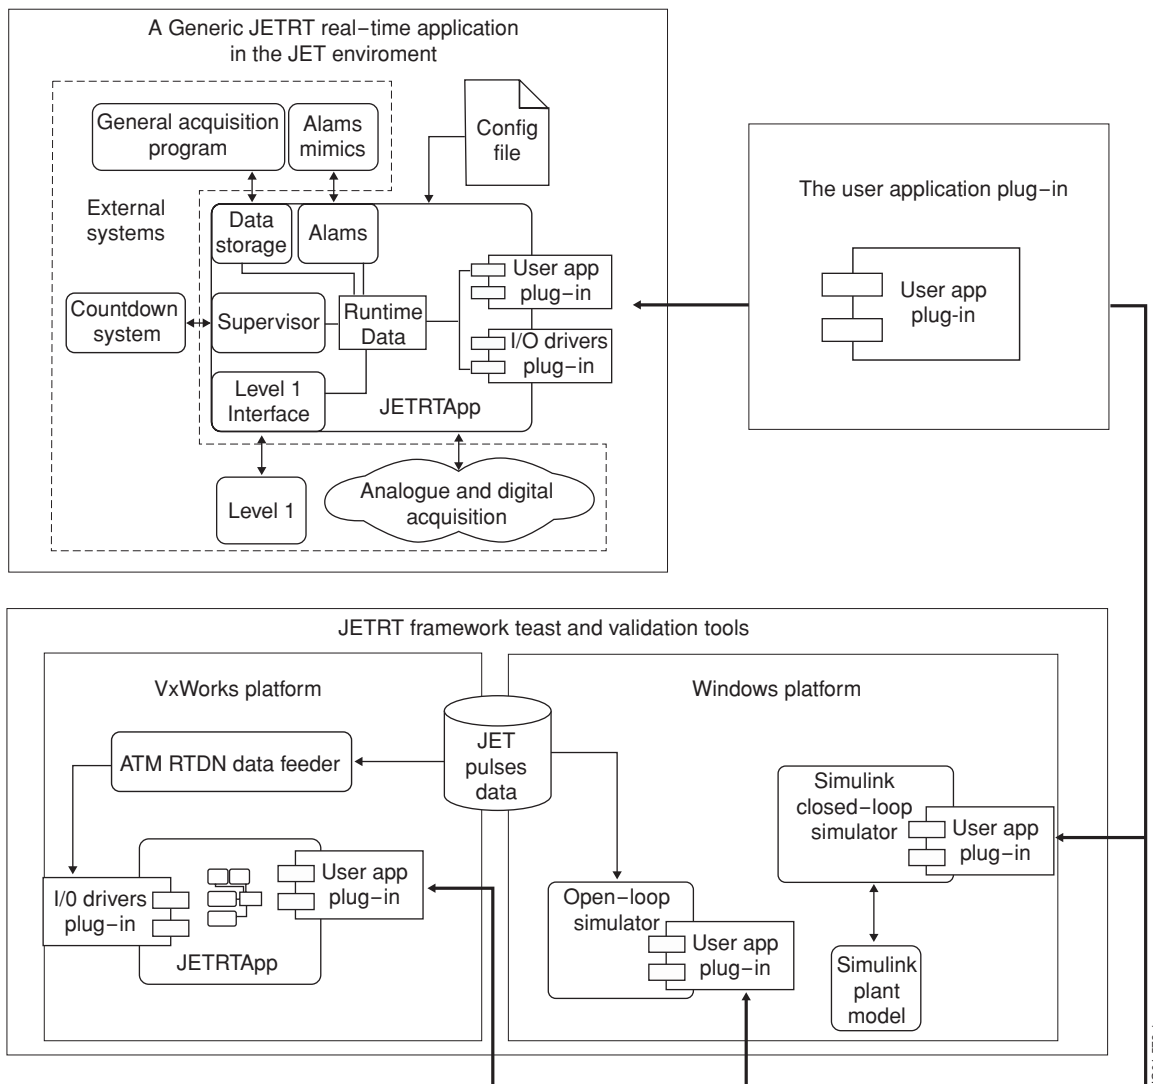 A Generic JETRT real−time application
in the JET enviroment
General acquisition
program
Alams
mimics
Config
file
External
systems
Data
storage
Alams
User app
plug−in
Countdown
system
Supervisor
Runtime
Data
I/O drivers
plug−in
Level 1
Interface
JETRTApp
Level 1
Analogue and digital
acquisition
The user application plug−in
User app
plug-in
JETRT framework teast and validation tools
VxWorks platform
Windows platform
ATM RTDN data feeder
JET
pulses
data
Simulink
closed−loop
simulator
User app
plug−in
I/0 drivers
plug−in
User app
plug−in
JETRTApp
Open−loop
simulator
User app
plug−in
Simulink
plant
model